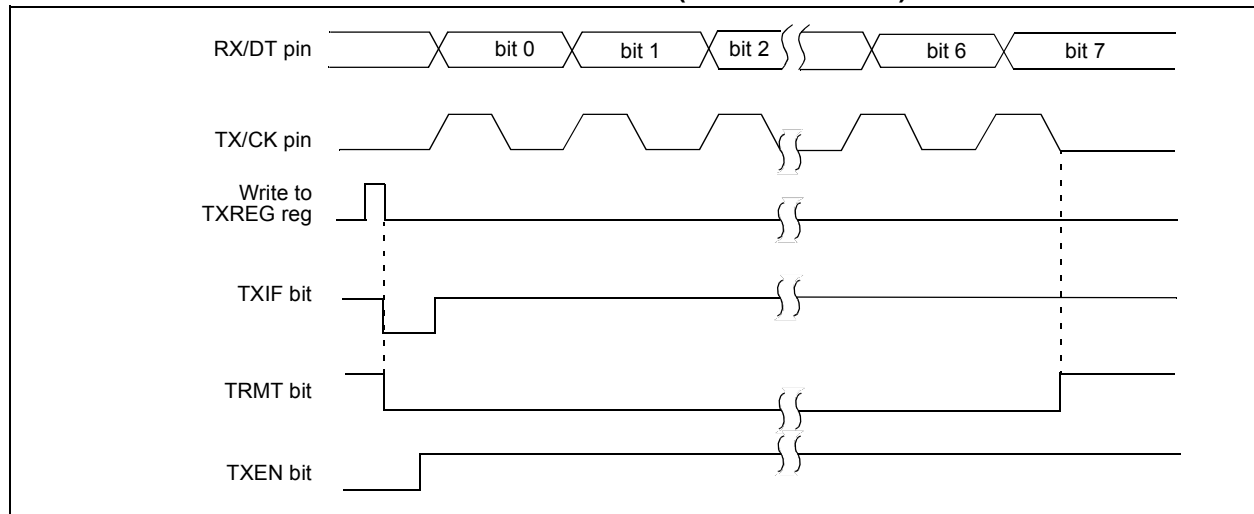 RX/DT pin
bit 0
bit 1
bit 2
bit 6
bit 7
TX/CK pin
Write to
TXREG reg
TXIF bit
TRMT bit
TXEN bit